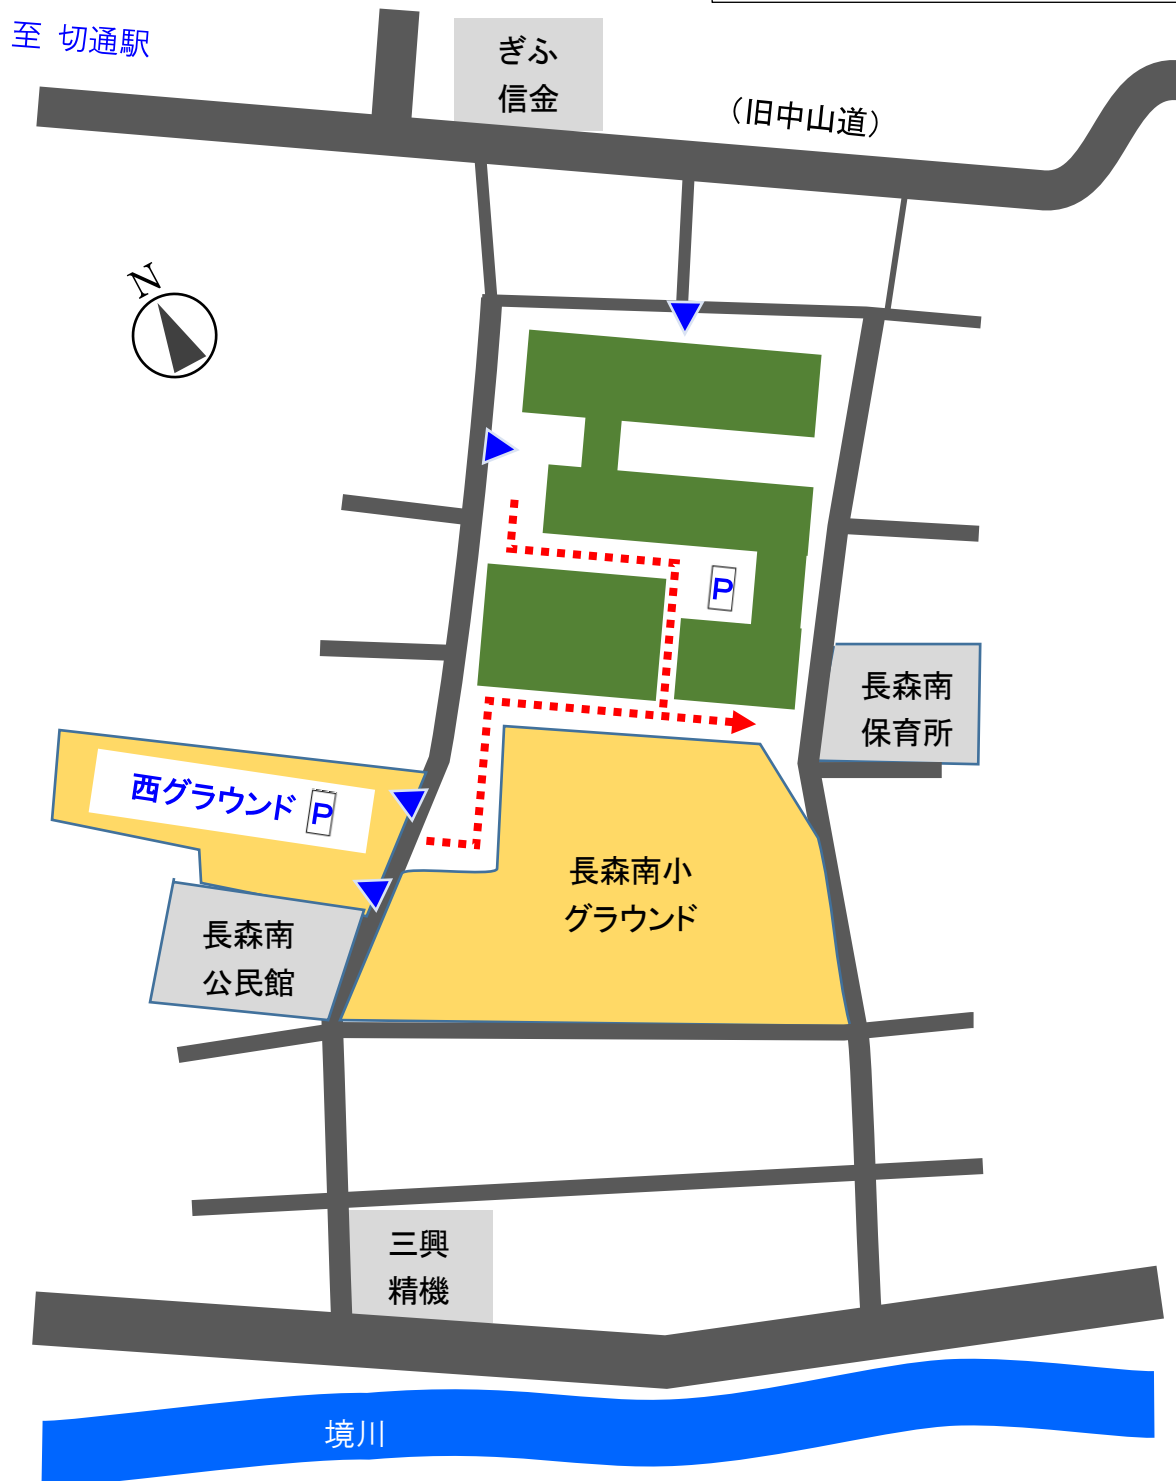 至 切通駅
ぎふ
信金
（旧中山道）
N
P
長森南
保育所
西グラウンド P
長森南小
グラウンド
長森南
公民館
三興
精機
境川